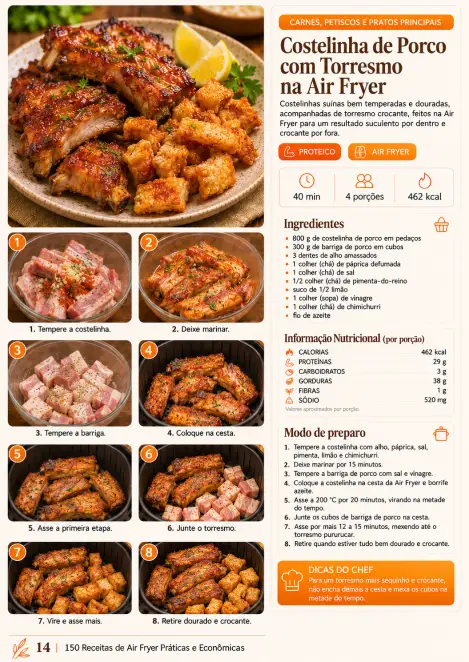 CARNES, PETISCOS E PRATOS PRINCIPAIS
Costelinha de Porco
com Torresmo
na Air Fryer
Costelinhas suínas bem temperadas e douradas,
acompanhadas de torresmo crocante, feitos na Air
Fryer para um resultado suculento por dentro e
crocante por fora.
PROTEICO
AIR FRYER
40 min
4 porções
462 kcal
Ingredientes
• 800 g de costelinha de porco em pedaços
• 300 g de barriga de porco em cubos
• 3 dentes de alho amassados
• 1 colher (chá) de páprica defumada
• 1 colher (chá) de sal
• 1/2 colher (chá) de pimenta-do-reino
• suco de 1/2 limão
• 1 colher (sopa) de vinagre
• 1 colher (chá) de chimichurri
• fio de azeite
Informação Nutricional (por porção)
CALORIAS 462 kcal
PROTEÍNAS 29 g
CARBOIDRATOS 3 g
GORDURAS 38 g
FIBRAS 1 g
SÓDIO 520 mg
Valores aproximados por porção.
Modo de preparo
1. Tempere a costelinha com alho, páprica, sal,
pimenta, limão e chimichurri.
2. Deixe marinar por 15 minutos.
3. Tempere a barriga de porco com sal e vinagre.
4. Coloque a costelinha na cesta da Air Fryer e borrife
azeite.
5. Asse a 200 °C por 20 minutos, virando na metade
do tempo.
6. Junte os cubos de barriga de porco na cesta.
7. Asse por mais 12 a 15 minutos, mexendo até o
torresmo pururucar.
8. Retire quando estiver tudo bem dourado e crocante.
DICAS DO CHEF
Para um torresmo mais sequinho e crocante,
não encha demais a cesta e mexa os cubos na
metade do tempo.
1
1. Tempere a costelinha.
2
2. Deixe marinar.
3
3. Tempere a barriga.
4
4. Coloque na cesta.
5
5. Asse a primeira etapa.
6
6. Junte o torresmo.
7
7. Vire e asse mais.
8
8. Retire dourado e crocante.
14 | 150 Receitas de Air Fryer Práticas e Econômicas